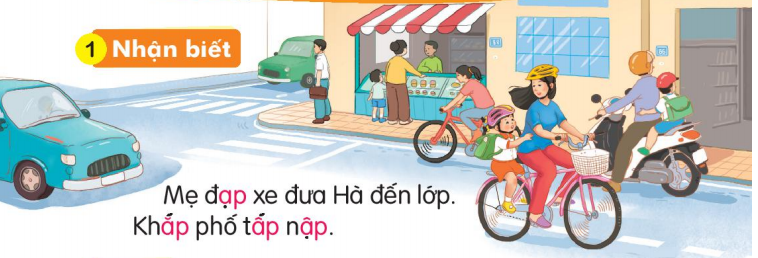 1 Nhận biết
Mẹ đạp xe đưa Hà đến lớp.
Khắp phố tấp nập.